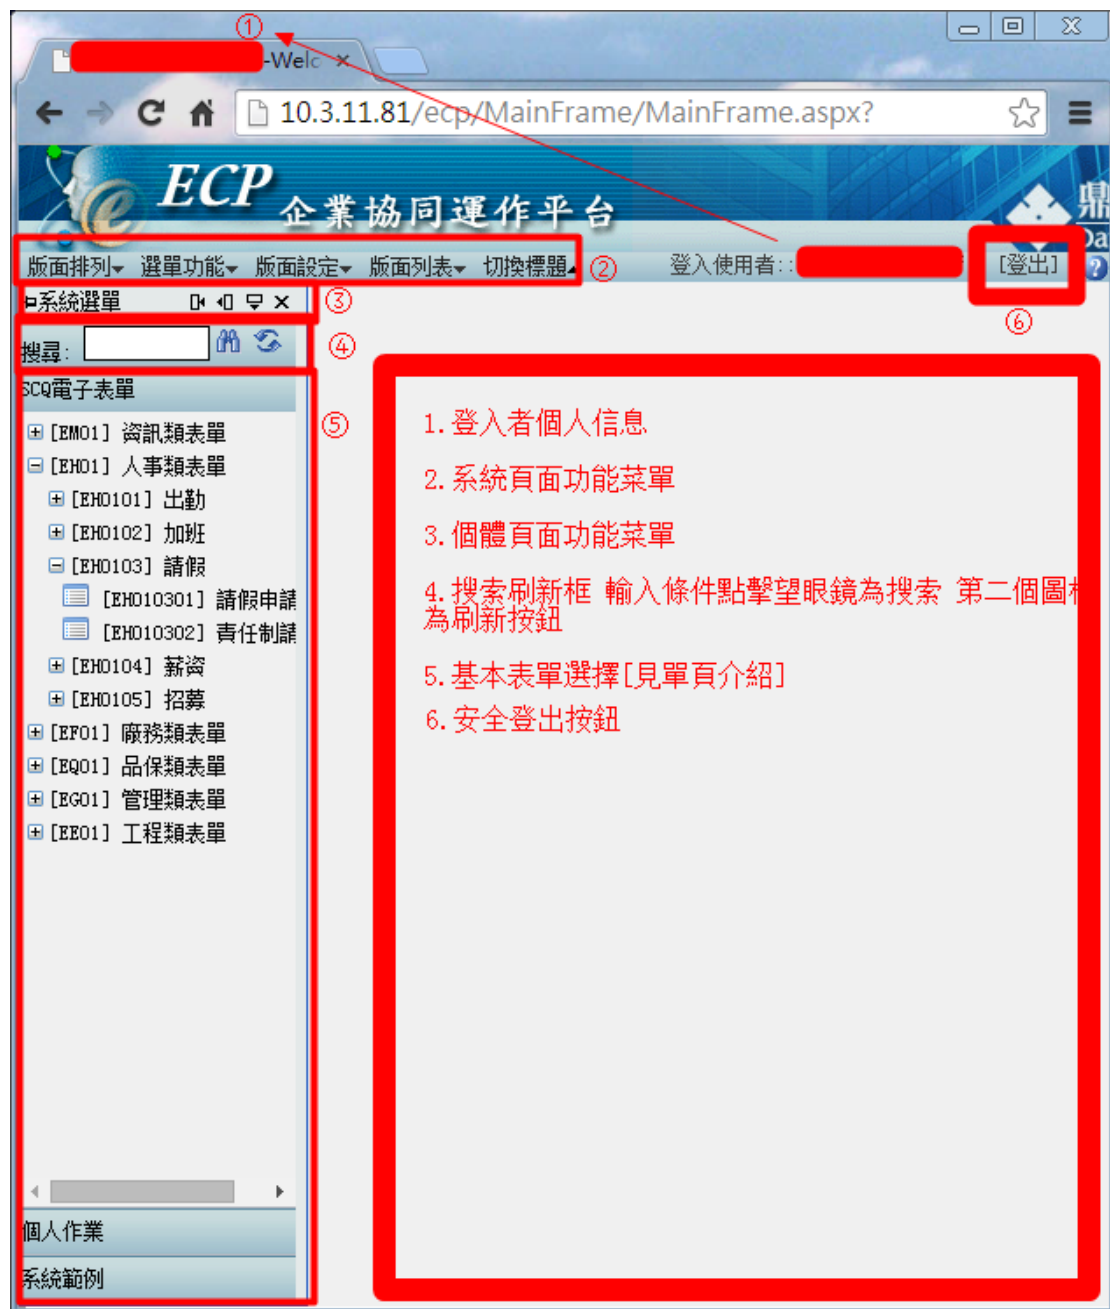 ①
-Welc ×
10.3.11.81/ecp/MainFrame/MainFrame.aspx?
ECP
企業協同運作平台
鼎
Da
版面排列 選單功能 版面設定 版面列表 切換標題 ② 登入使用者:: [登出]
系統選單 ③
⑥
搜尋: ④
SCQ電子表單
⑤
[EM01] 資訊類表單
[EH01] 人事類表單
[EH0101] 出勤
[EH0102] 加班
[EH0103] 請假
[EH010301] 請假申請
[EH010302] 責任制請
[EH0104] 薪資
[EH0105] 招募
[EF01] 廠務類表單
[EQ01] 品保類表單
[EG01] 管理類表單
[EE01] 工程類表單
個人作業
系統範例
1.登入者個人信息
2.系統頁面功能菜單
3.個體頁面功能菜單
4.搜索刷新框 輸入條件點擊望眼鏡為搜索 第二個圖
為刷新按鈕
5.基本表單選擇[見單頁介紹]
6.安全登出按鈕